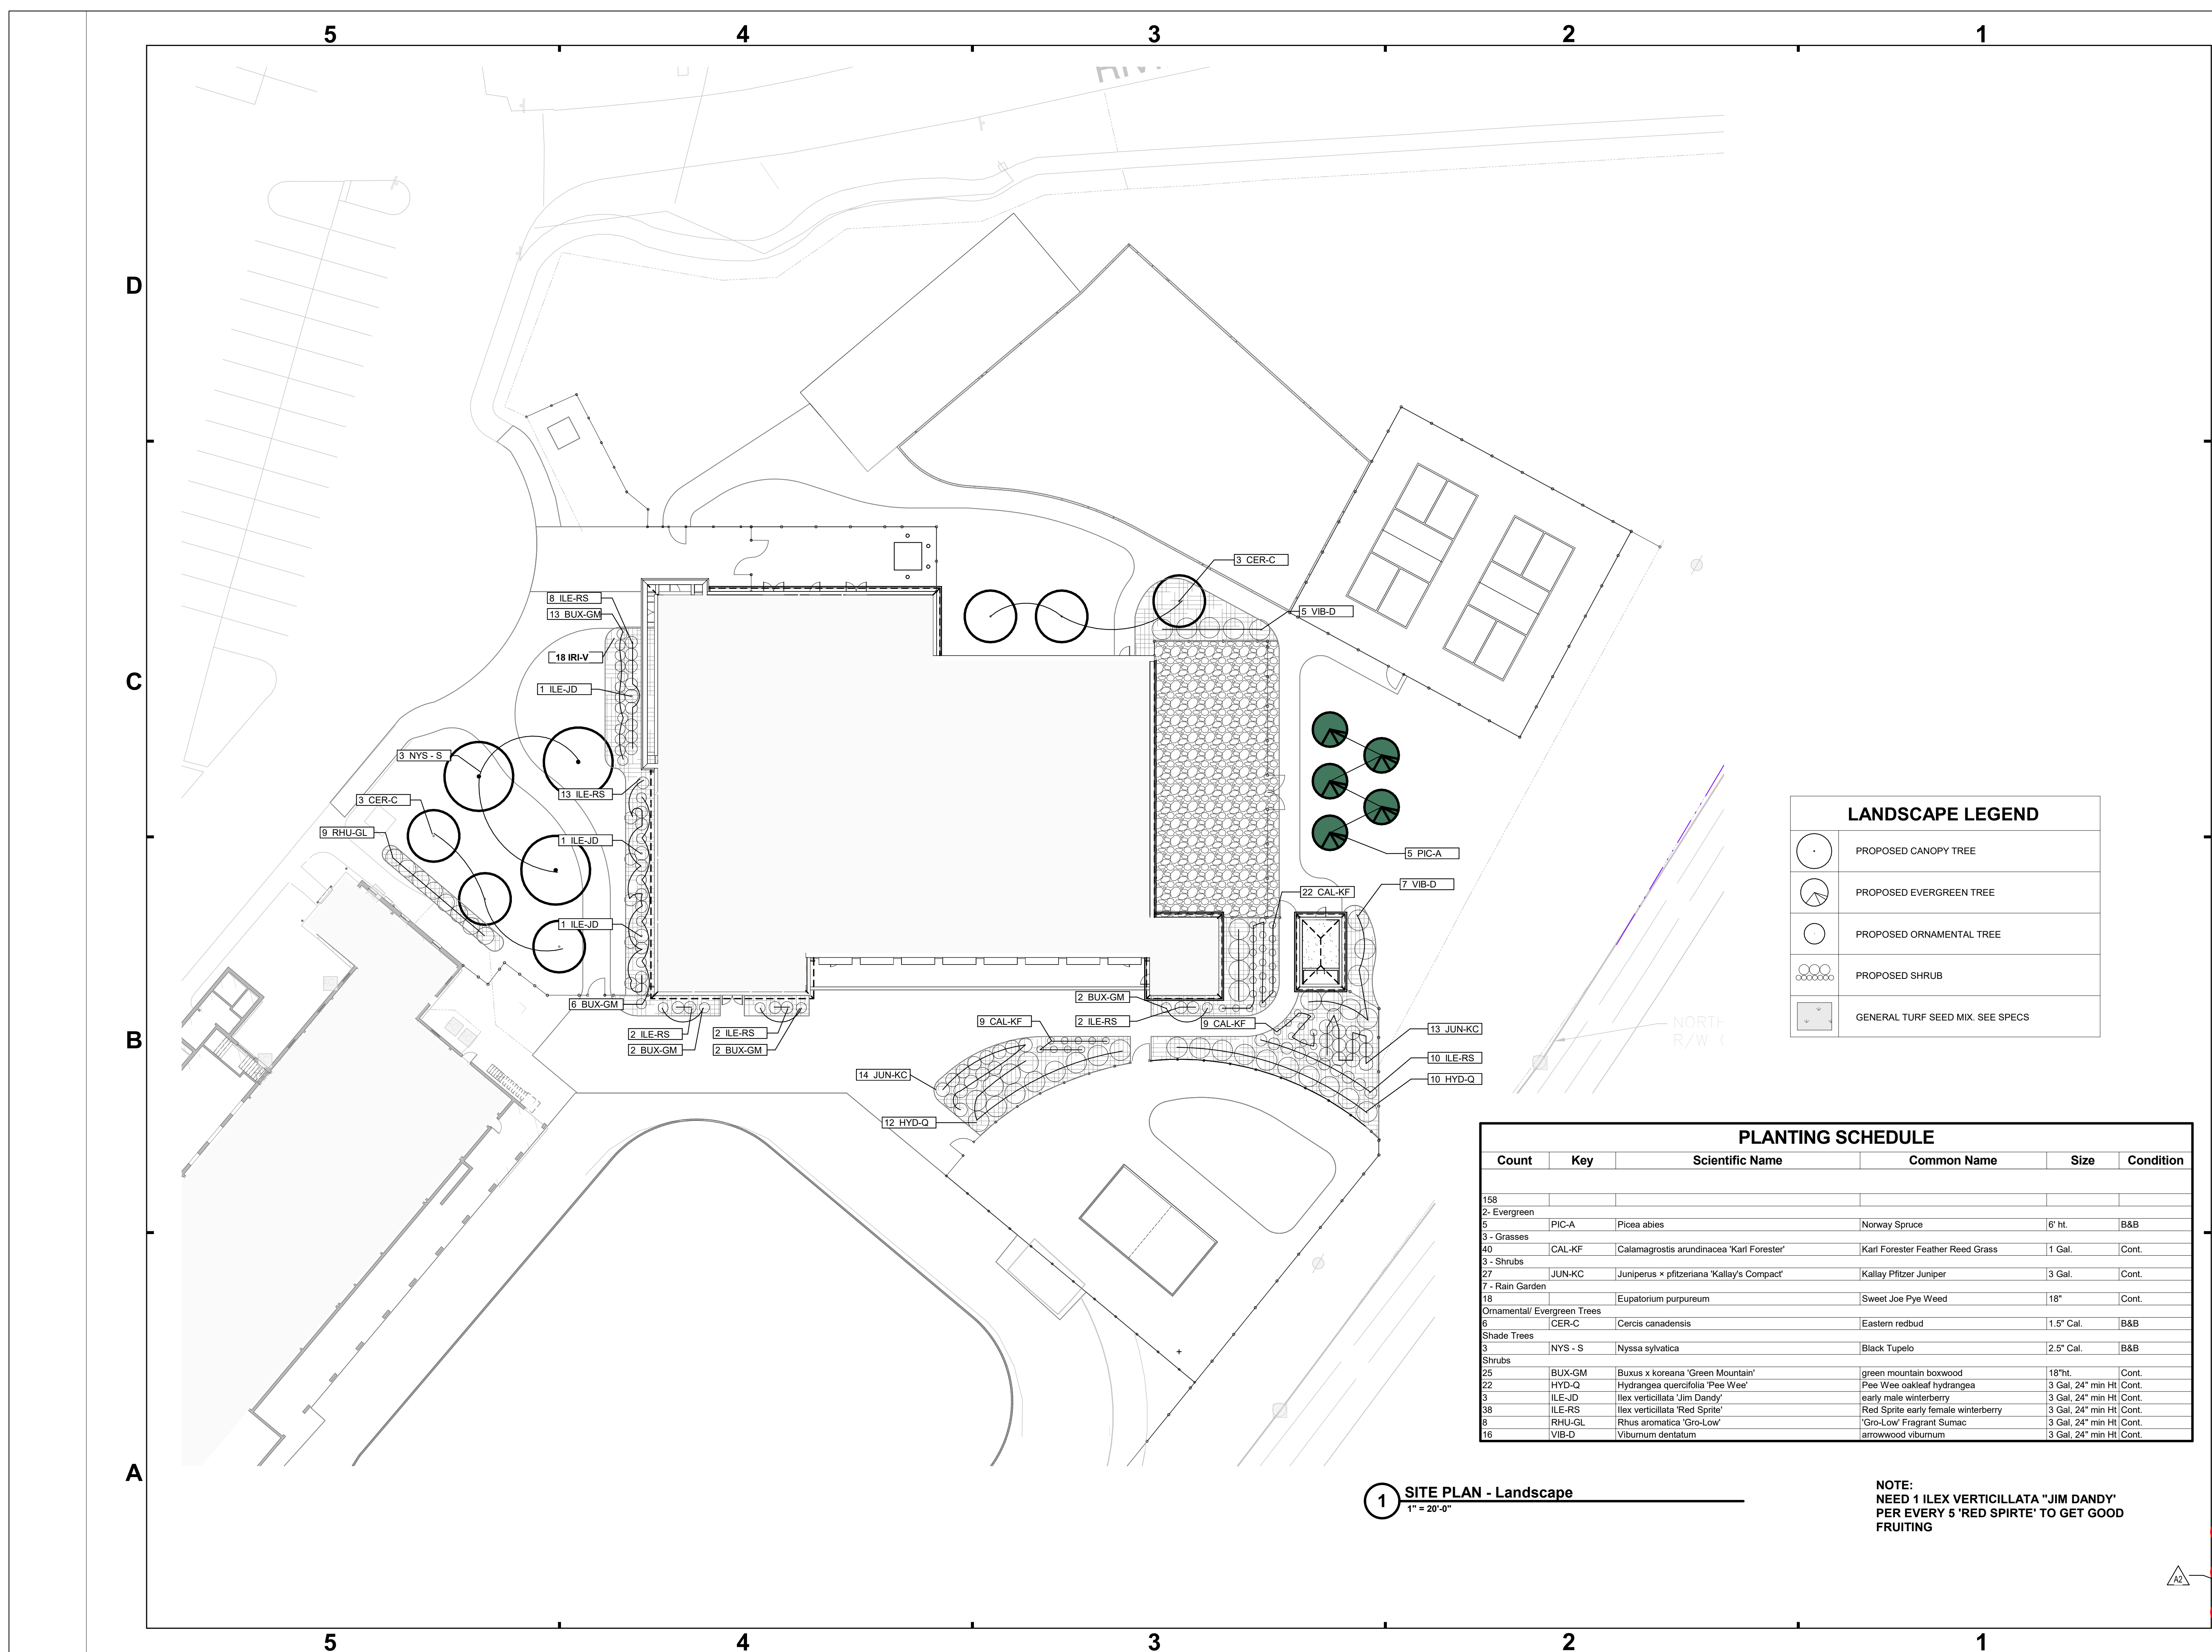 5 4 3 2 1
D
C
B
A
3 CER-C
5 VIB-D
8 ILE-RS
13 BUX-GM
18 IRI-V
1 ILE-JD
3 NYS - S
13 ILE-RS
3 CER-C
9 RHU-GL
1 ILE-JD
5 PIC-A
7 VIB-D
22 CAL-KF
1 ILE-JD
6 BUX-GM
2 BUX-GM
2 ILE-RS
2 ILE-RS
2 BUX-GM
2 ILE-RS
2 BUX-GM
9 CAL-KF
9 CAL-KF
13 JUN-KC
10 ILE-RS
10 HYD-Q
14 JUN-KC
12 HYD-Q
NORTH
R/W
LANDSCAPE LEGEND
PROPOSED CANOPY TREE
PROPOSED EVERGREEN TREE
PROPOSED ORNAMENTAL TREE
PROPOSED SHRUB
GENERAL TURF SEED MIX. SEE SPECS
PLANTING SCHEDULE
Count Key Scientific Name Common Name Size Condition
158
2- Evergreen
5 PIC-A Picea abies Norway Spruce 6' ht. B&B
3 - Grasses
40 CAL-KF Calamagrostis arundinacea 'Karl Forester' Karl Forester Feather Reed Grass 1 Gal. Cont.
3 - Shrubs
27 JUN-KC Juniperus × pfitzeriana 'Kallay's Compact' Kallay Pfitzer Juniper 3 Gal. Cont.
7 - Rain Garden
18 Eupatorium purpureum Sweet Joe Pye Weed 18" Cont.
Ornamental/ Evergreen Trees
6 CER-C Cercis canadensis Eastern redbud 1.5" Cal. B&B
Shade Trees
3 NYS - S Nyssa sylvatica Black Tupelo 2.5" Cal. B&B
Shrubs
25 BUX-GM Buxus x koreana 'Green Mountain' green mountain boxwood 18"ht. Cont.
22 HYD-Q Hydrangea quercifolia 'Pee Wee' Pee Wee oakleaf hydrangea 3 Gal, 24" min Ht Cont.
3 ILE-JD Ilex verticillata 'Jim Dandy' early male winterberry 3 Gal, 24" min Ht Cont.
38 ILE-RS Ilex verticillata 'Red Sprite' Red Sprite early female winterberry 3 Gal, 24" min Ht Cont.
8 RHU-GL Rhus aromatica 'Gro-Low' 'Gro-Low' Fragrant Sumac 3 Gal, 24" min Ht Cont.
16 VIB-D Viburnum dentatum arrowwood viburnum 3 Gal, 24" min Ht Cont.
1 SITE PLAN - Landscape
1" = 20'-0"
NOTE:
NEED 1 ILEX VERTICILLATA "JIM DANDY'
PER EVERY 5 'RED SPIRTE' TO GET GOOD
FRUITING
A2
5 4 3 2 1